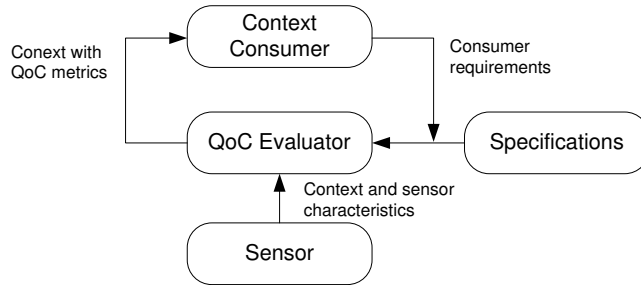 Context
Consumer
Conext with
QoC metrics
Consumer
requirements
QoC Evaluator
Specifications
Context and sensor
characteristics
Sensor